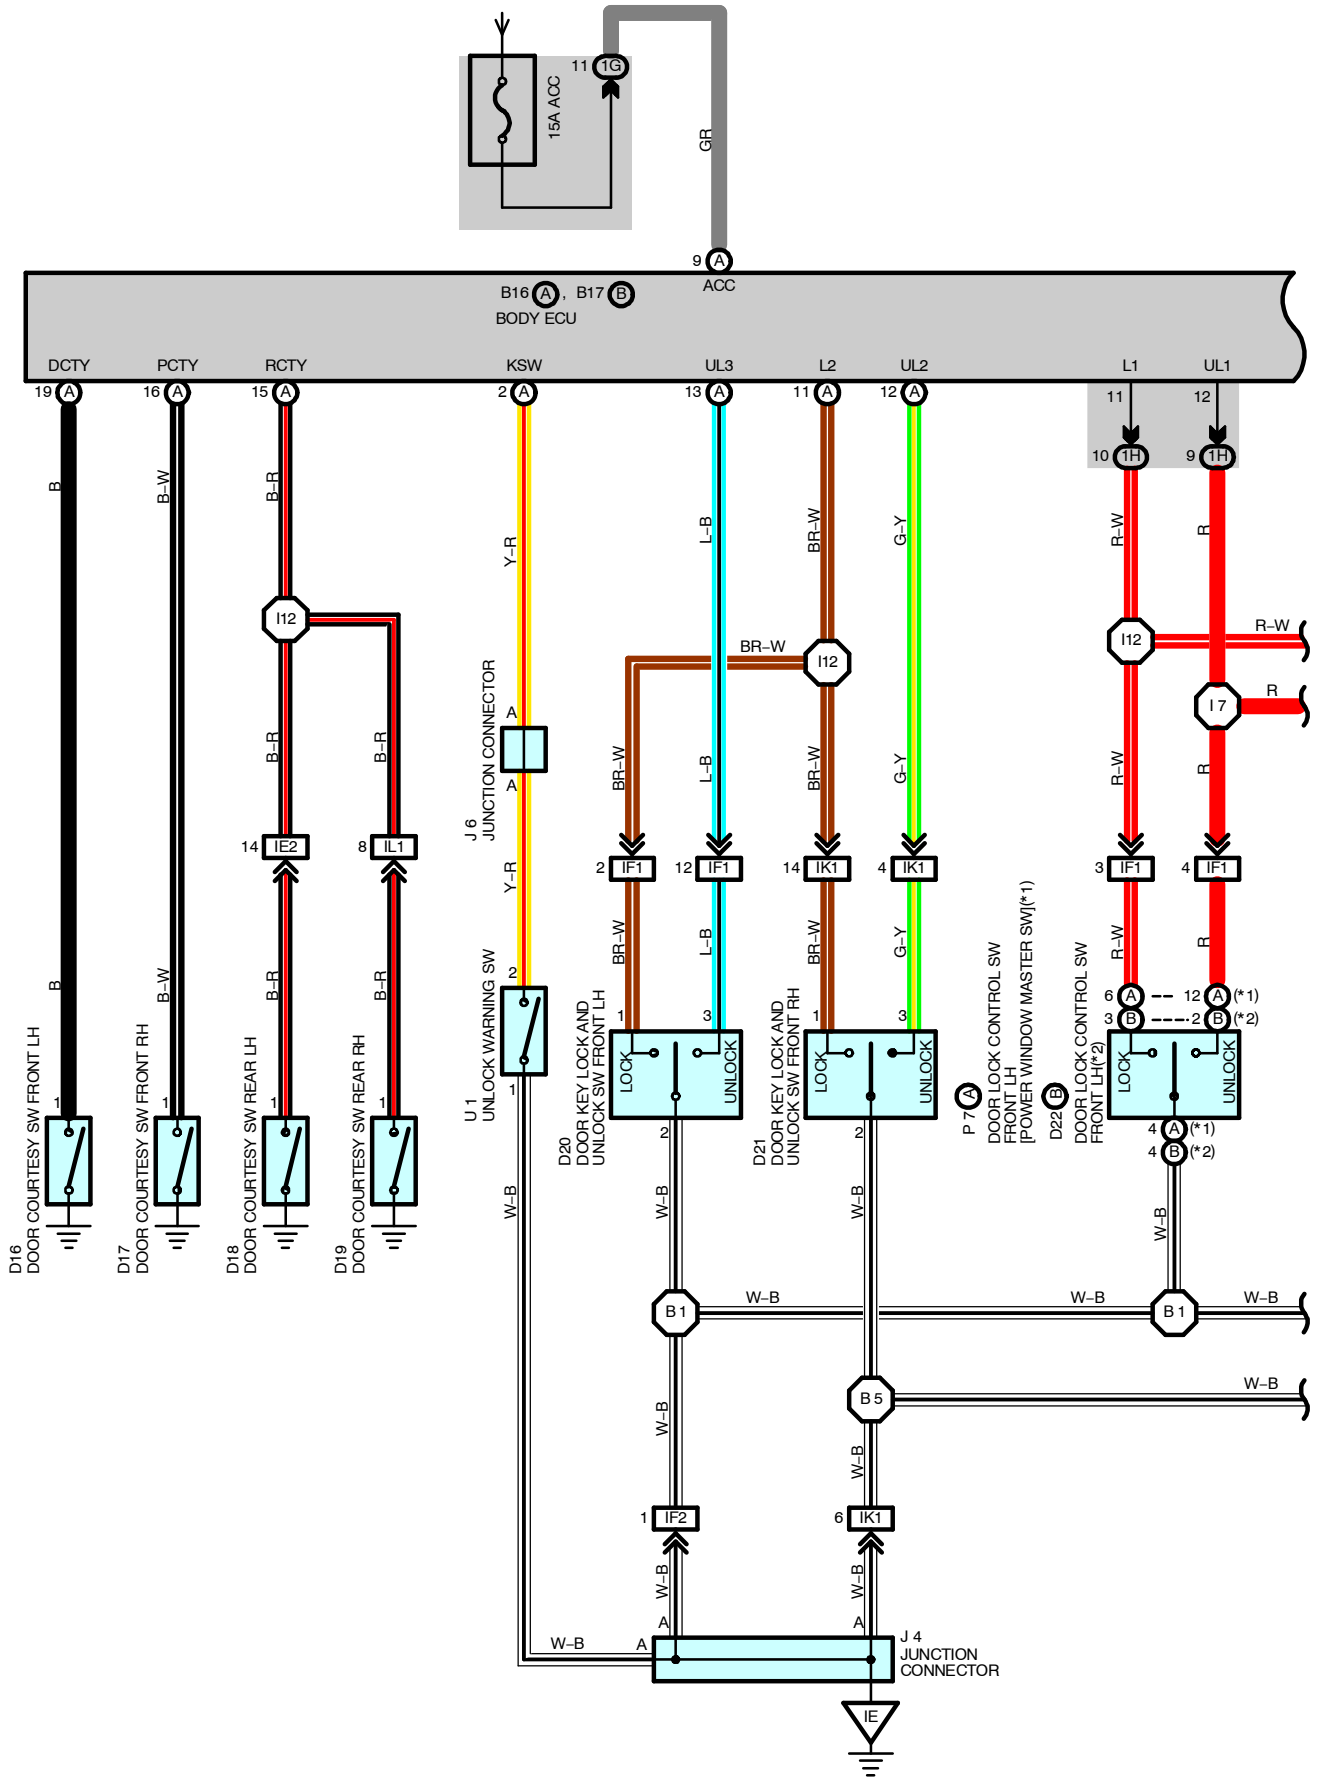 11 1G
15A ACC
GR
9 A
ACC
B16 A , B17 B
BODY ECU
DCTY PCTY RCTY KSW UL3 L2 UL2 L1 UL1
19 A 16 A 15 A 2 A 13 A 11 A 12 A 11 12
10 1H 9 1H
B B-W B-R Y-R L-B BR-W G-Y R-W R
I12 BR-W I12 I12 R-W
I 7 R
A
J 6
JUNCTION CONNECTOR
A
B-R B-R BR-W L-B BR-W G-Y R-W R
14 IE2 8 IL1 2 IF1 12 IF1 14 IK1 4 IK1 3 IF1 4 IF1
B B-W B-R B-R Y-R BR-W L-B BR-W G-Y R-W R
2 1 3 1 3
6 A 12 A (*1)
3 B 2 B (*2)
LOCK UNLOCK LOCK UNLOCK LOCK UNLOCK
1 1 1 1 1 2 2
4 A (*1)
4 B (*2)
D16
DOOR COURTESY SW FRONT LH
D17
DOOR COURTESY SW FRONT RH
D18
DOOR COURTESY SW REAR LH
D19
DOOR COURTESY SW REAR RH
U 1
UNLOCK WARNING SW
D20
DOOR KEY LOCK AND
UNLOCK SW FRONT LH
D21
DOOR KEY LOCK AND
UNLOCK SW FRONT RH
P 7 A
DOOR LOCK CONTROL SW
FRONT LH
[POWER WINDOW MASTER SW](*1)
D22 B
DOOR LOCK CONTROL SW
FRONT LH(*2)
W-B W-B W-B W-B
B 1 W-B W-B B 1 W-B
B 5 W-B
W-B W-B
1 IF2 6 IK1
W-B W-B
A A
W-B A
J 4
JUNCTION
CONNECTOR
IE